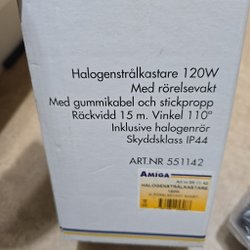 Halogenstrålkastare 120W
Med rörelsevakt
Med gummikabel och stickpropp
Räckvidd 15 m. Vinkel 110°
Inklusive halogenrör
Skyddsklass IP44
ART.NR 551142
AMIGA
HALOGENSTRÅLKASTARE